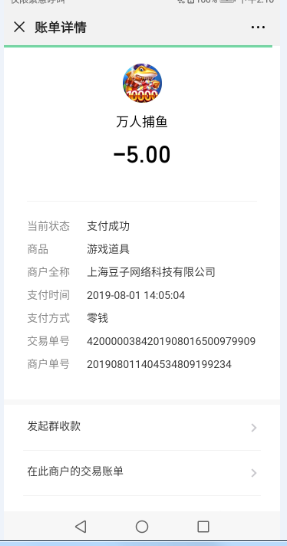 账单详情
10000
万人捕鱼
-5.00
当前状态 支付成功
商品 游戏道具
商户全称 上海豆子网络科技有限公司
支付时间 2019-08-01 14:05:04
支付方式 零钱
交易单号 4200000384201908016500979909
商户单号 201908011404534809199234
发起群收款
在此商户的交易账单